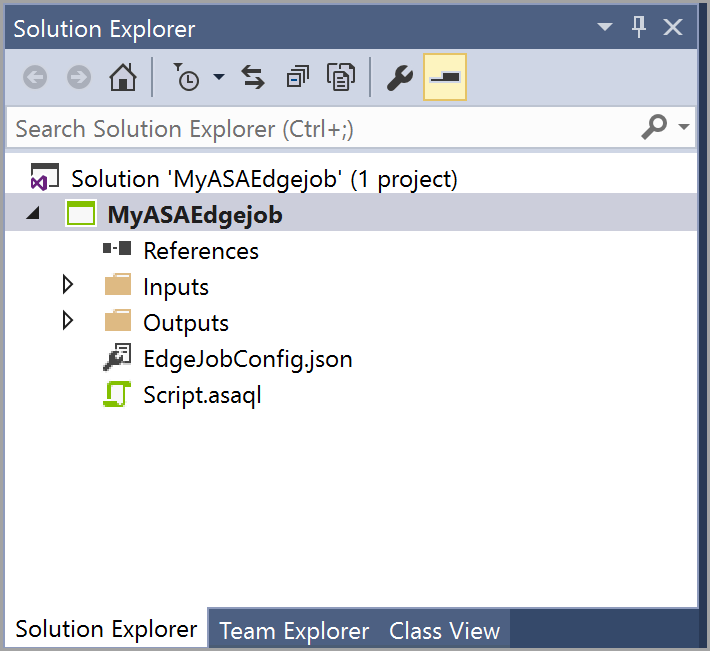 Solution Explorer
Search Solution Explorer (Ctrl+;)
Solution 'MyASAEdgejob' (1 project)
MyASAEdgejob
References
Inputs
Outputs
EdgeJobConfig.json
Script.asaql
Solution Explorer Team Explorer Class View